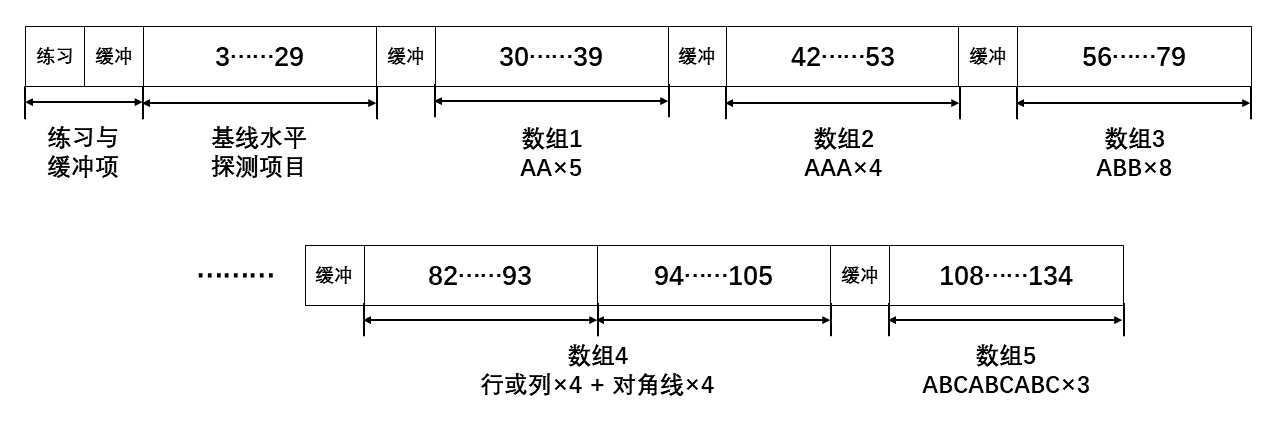 练习 缓冲 3……29 缓冲 30……39 缓冲 42……53 缓冲 56……79
练习与 基线水平 数组1 数组2 数组3
缓冲项 探测项目 AA×5 AAA×4 ABB×8
……… 缓冲 82……93 94……105 缓冲 108……134
数组4 数组5
行或列×4 + 对角线×4 ABCABCABC×3